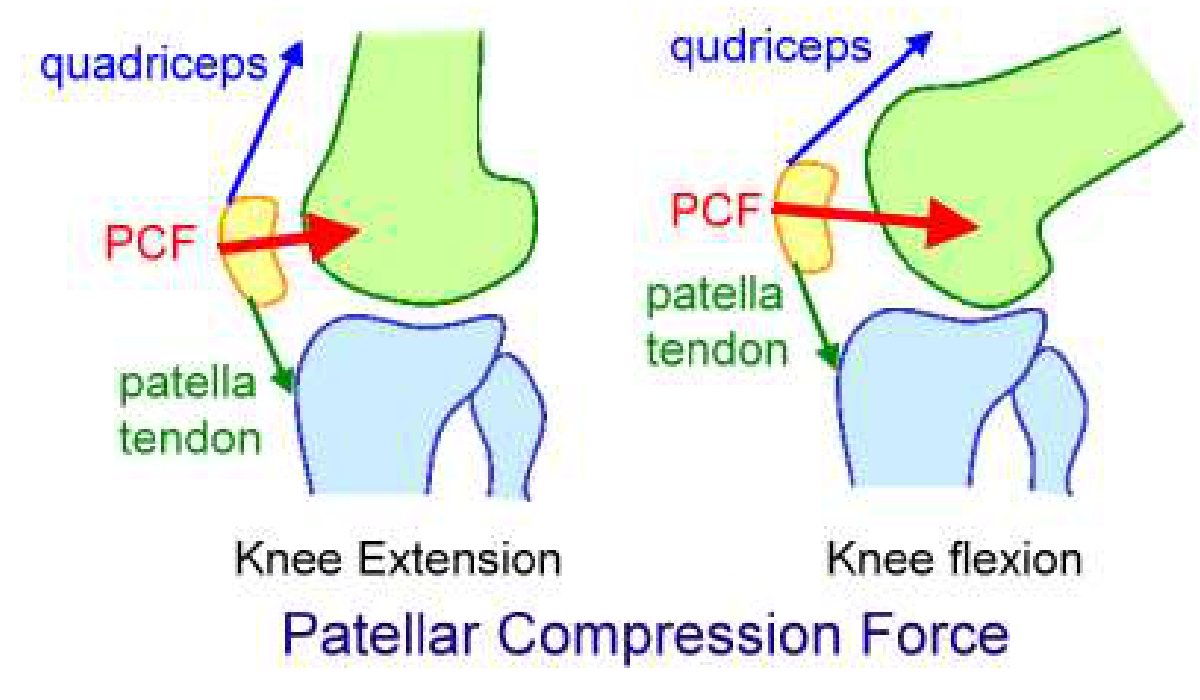 quadriceps
PCF
patella
tendon
Knee Extension
qudriceps
PCF
patella
tendon
Knee flexion
Patellar Compression Force